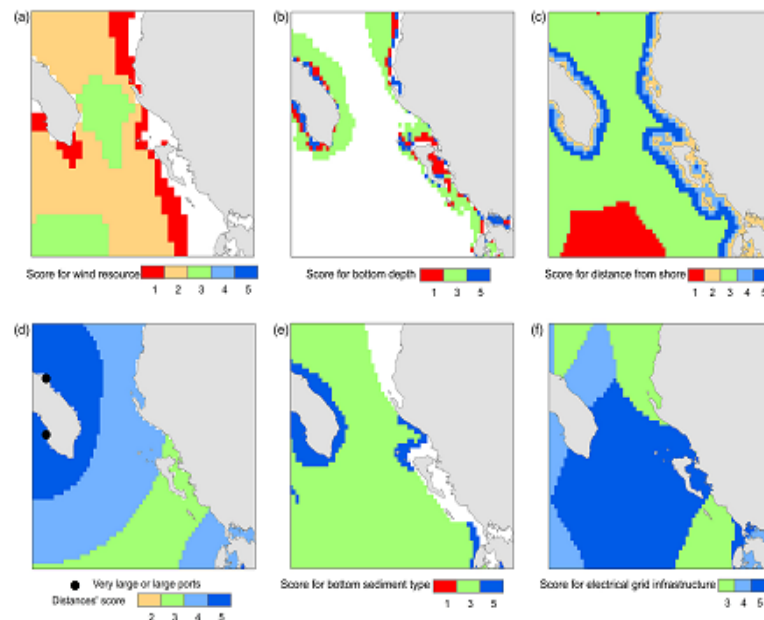 (a)
(b)
(c)
Score for wind resource
1 2 3 4 5
Score for bottom depth
1 3 5
Score for distance from shore
1 2 3 4 5
(d)
(e)
(f)
Very large or large ports
Distances' score
2 3 4 5
Score for bottom sediment type
1 3 5
Score for electrical grid infrastructure
3 4 5